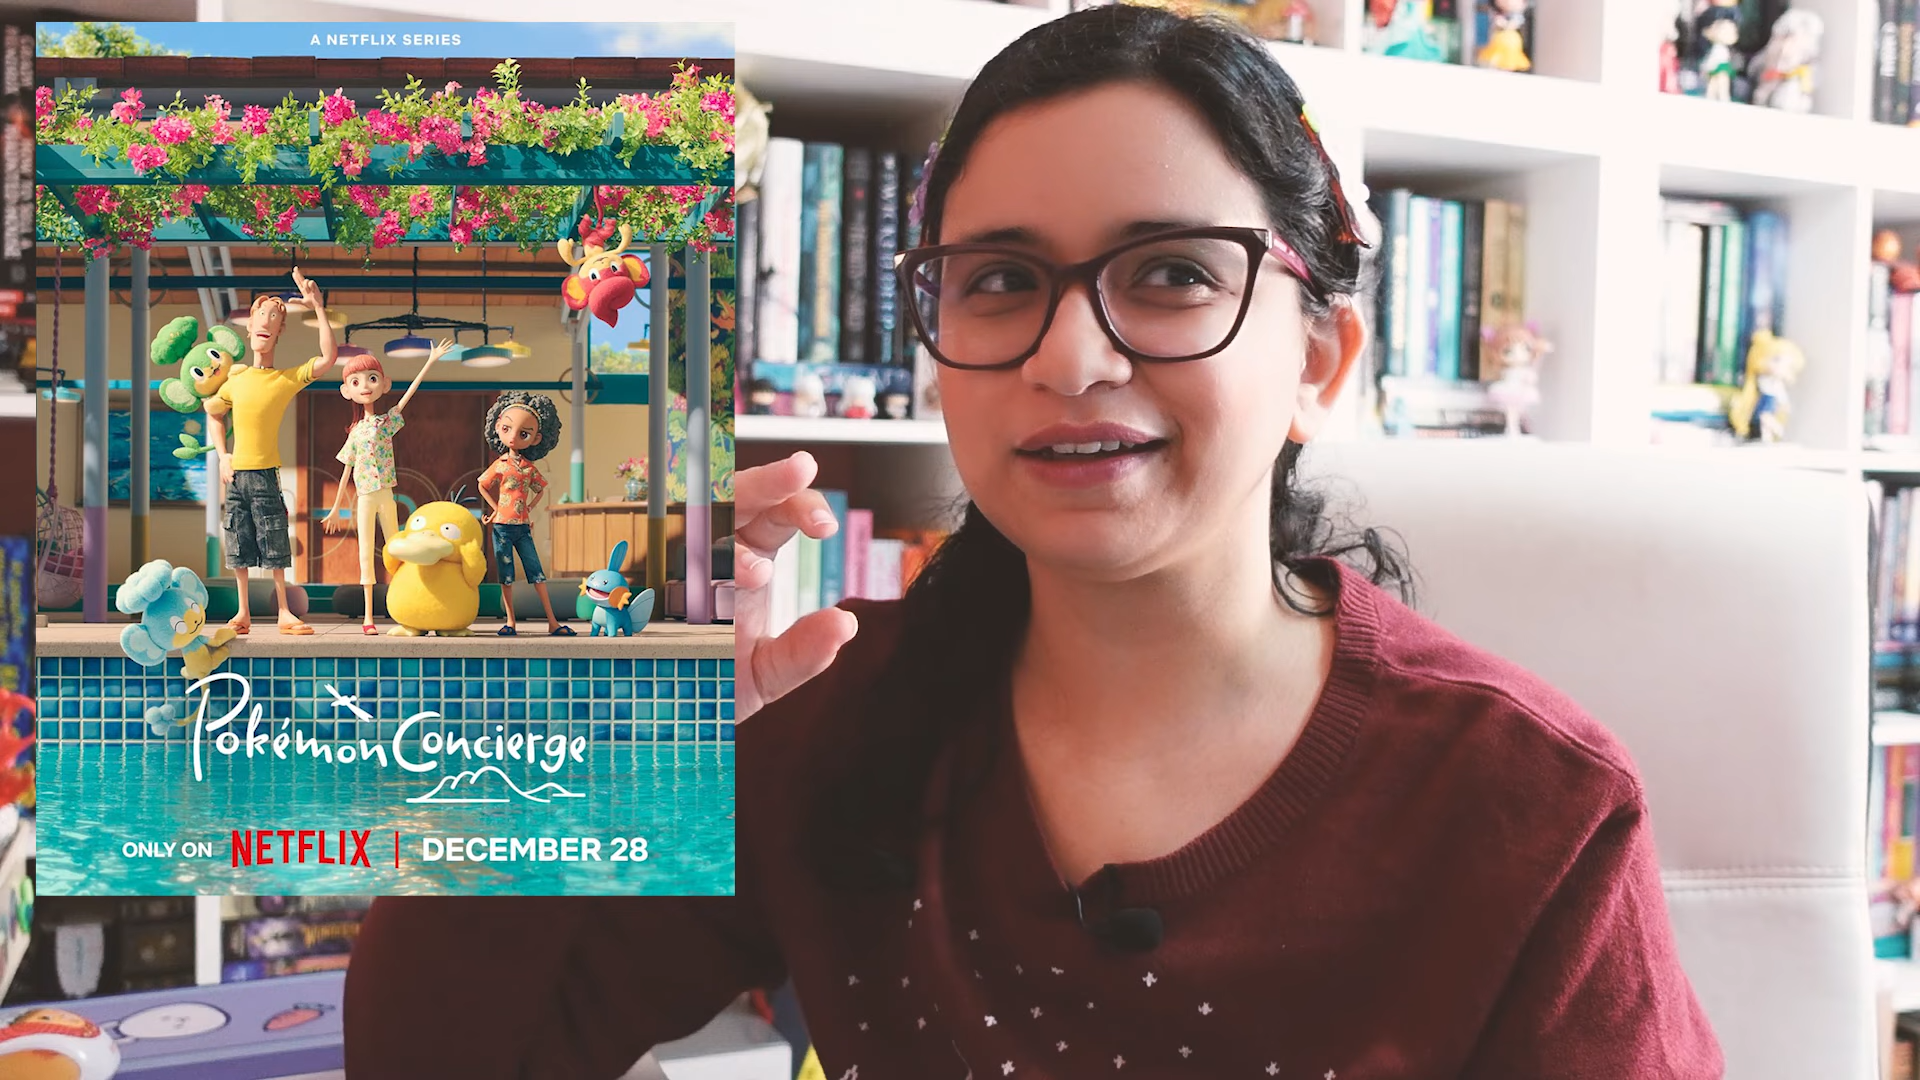 A NETFLIX SERIES
Pokémon Concierge
ONLY ON NETFLIX | DECEMBER 28